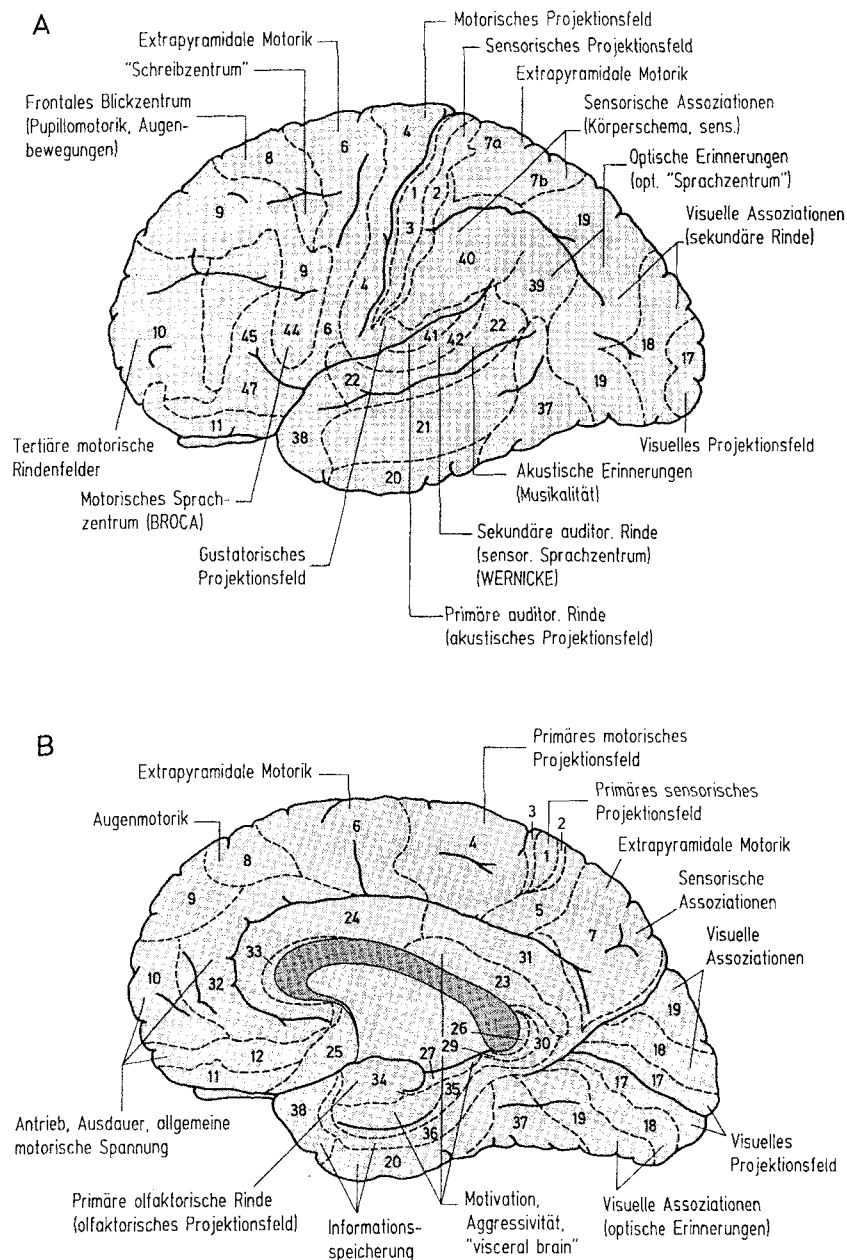 A
Motorisches Projektionsfeld
Extrapyramidale Motorik
Sensorisches Projektionsfeld
"Schreibzentrum"
Extrapyramidale Motorik
Frontales Blickzentrum
(Pupillomotorik, Augen-
bewegungen)
Sensorische Assoziationen
(Körperschema, sens.)
Optische Erinnerungen
(opt. "Sprachzentrum")
Visuelle Assoziationen
(sekundäre Rinde)
4
6
8
7a
7b
1
2
3
9
19
40
39
4
9
10
45
44
6
41
42
22
18
17
22
47
19
37
11
38
21
20
Tertiäre motorische
Rindenfelder
Visuelles Projektionsfeld
Motorisches Sprach-
zentrum (BROCA)
Akustische Erinnerungen
(Musikalität)
Gustatorisches
Projektionsfeld
Sekundäre auditor. Rinde
(sensor. Sprachzentrum)
(WERNICKE)
Primäre auditor. Rinde
(akustisches Projektionsfeld)
B
Primäres motorisches
Projektionsfeld
Extrapyramidale Motorik
Primäres sensorisches
Projektionsfeld
3
2
Augenmotorik
Extrapyramidale Motorik
Sensorische
Assoziationen
Visuelle
Assoziationen
6
4
1
8
9
5
24
7
33
31
10
32
23
19
26
30
18
12
25
27
29
17
11
34
35
17
38
36
37
19
18
20
Antrieb, Ausdauer, allgemeine
motorische Spannung
Visuelles
Projektionsfeld
Primäre olfaktorische Rinde
(olfaktorisches Projektionsfeld)
Informations-
speicherung
Motivation,
Aggressivität,
"visceral brain"
Visuelle Assoziationen
(optische Erinnerungen)